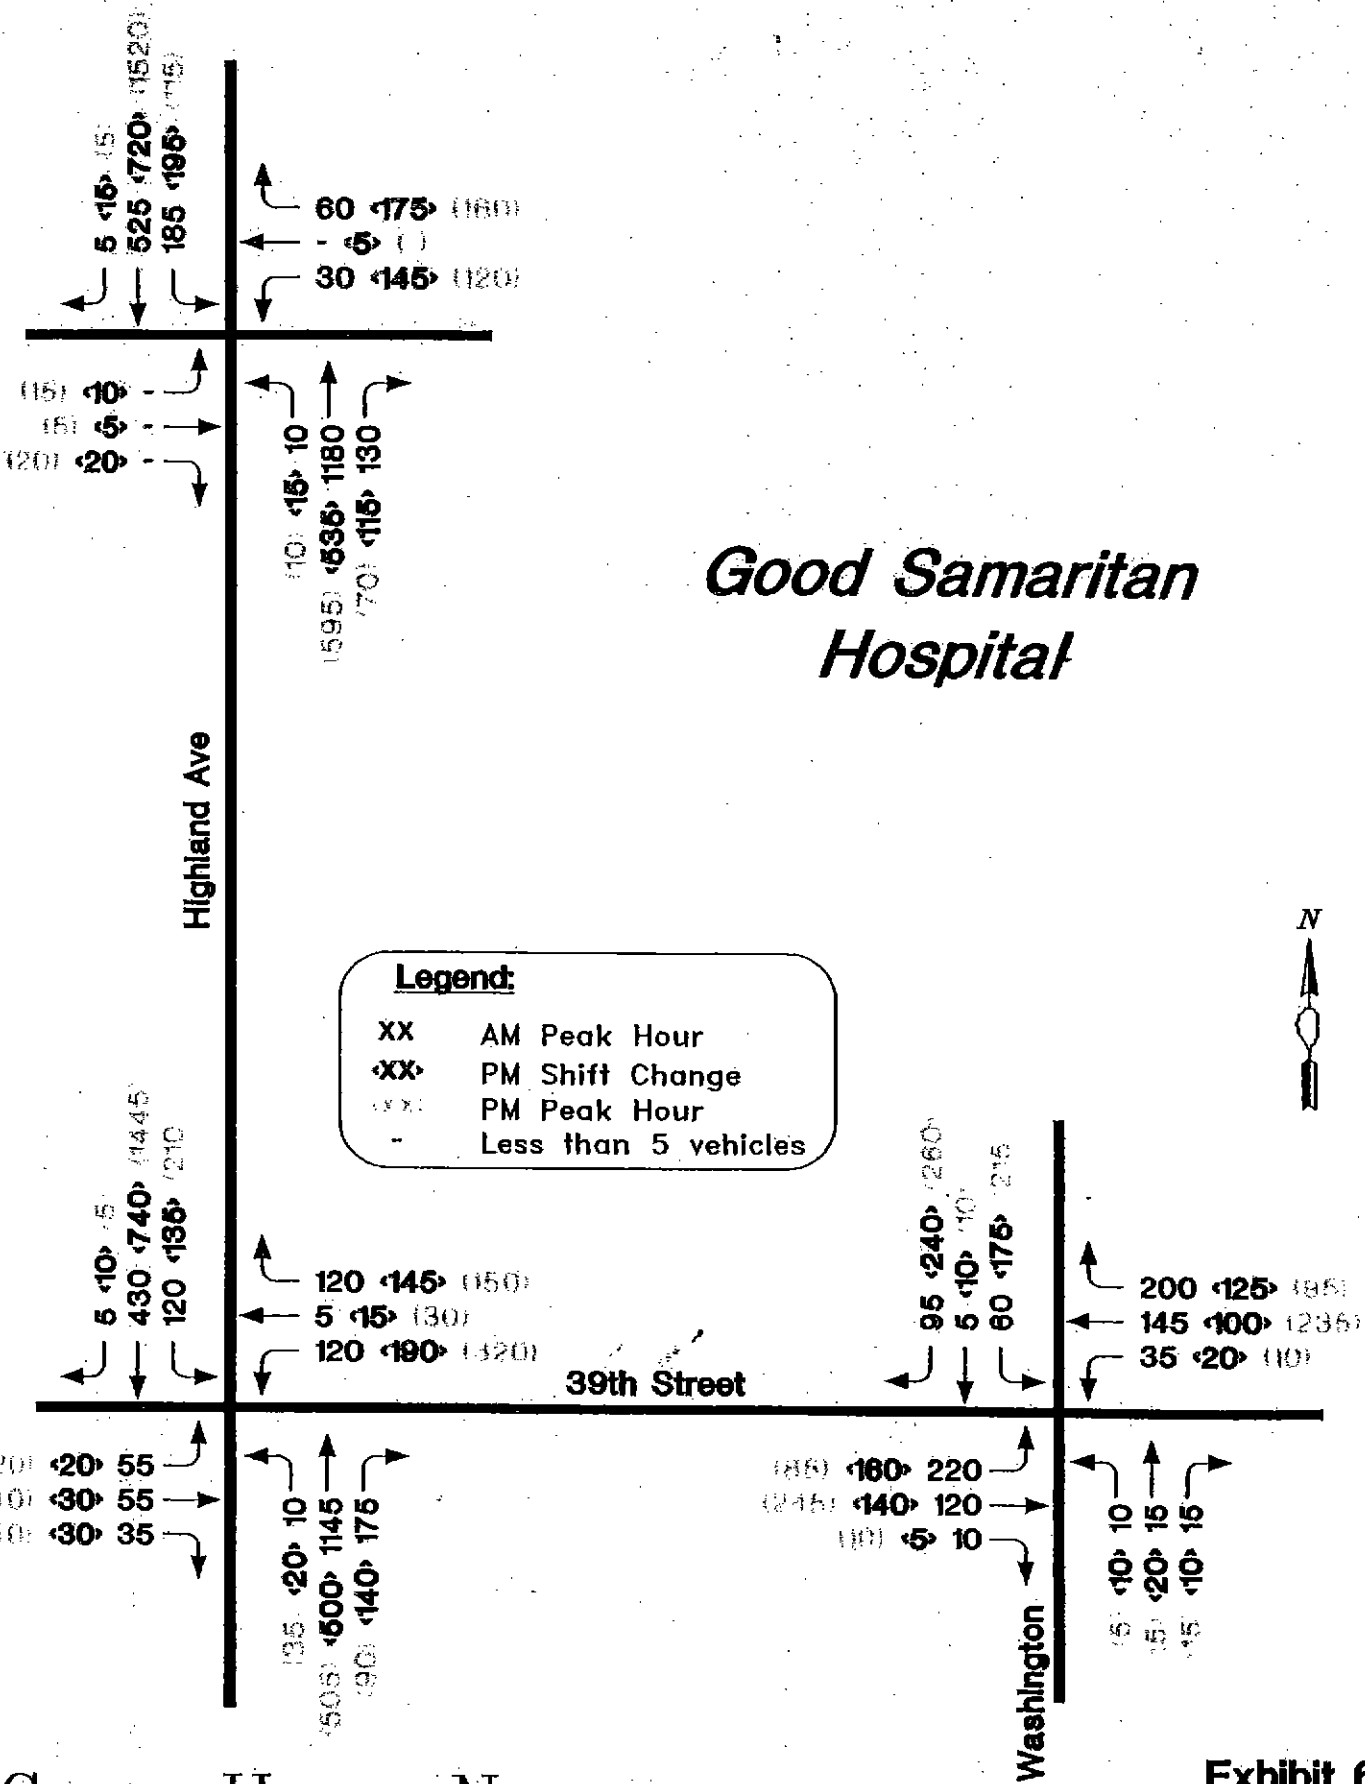 5 <15> (5)
525 <720> (1520)
185 <195> (115)
60 <175> (160)
- <5> ( )
30 <145> (120)
(15) <10> -
(5) <5> -
(120) <20> -
(10) <15> 10
(595) <535> 1180
(70) <115> 130
Good Samaritan
Hospital
Highland Ave
N
Legend:
XX AM Peak Hour
<XX> PM Shift Change
(XX) PM Peak Hour
- Less than 5 vehicles
5 <10> (5)
430 <740> (1445)
120 <135> (210)
120 <145> (150)
5 <15> (30)
120 <190> (320)
39th Street
95 <240> (260)
5 <10> (10)
60 <175> (215)
200 <125> (95)
145 <100> (235)
35 <20> (10)
<20> 55
<30> 55
<30> 35
(35) <20> 10
(505) <500> 1145
(90) <140> 175
(85) <160> 220
(245) <140> 120
(10) <5> 10
(5) <10> 10
(5) <20> 15
(15) <10> 15
Washington
Exhibit 6